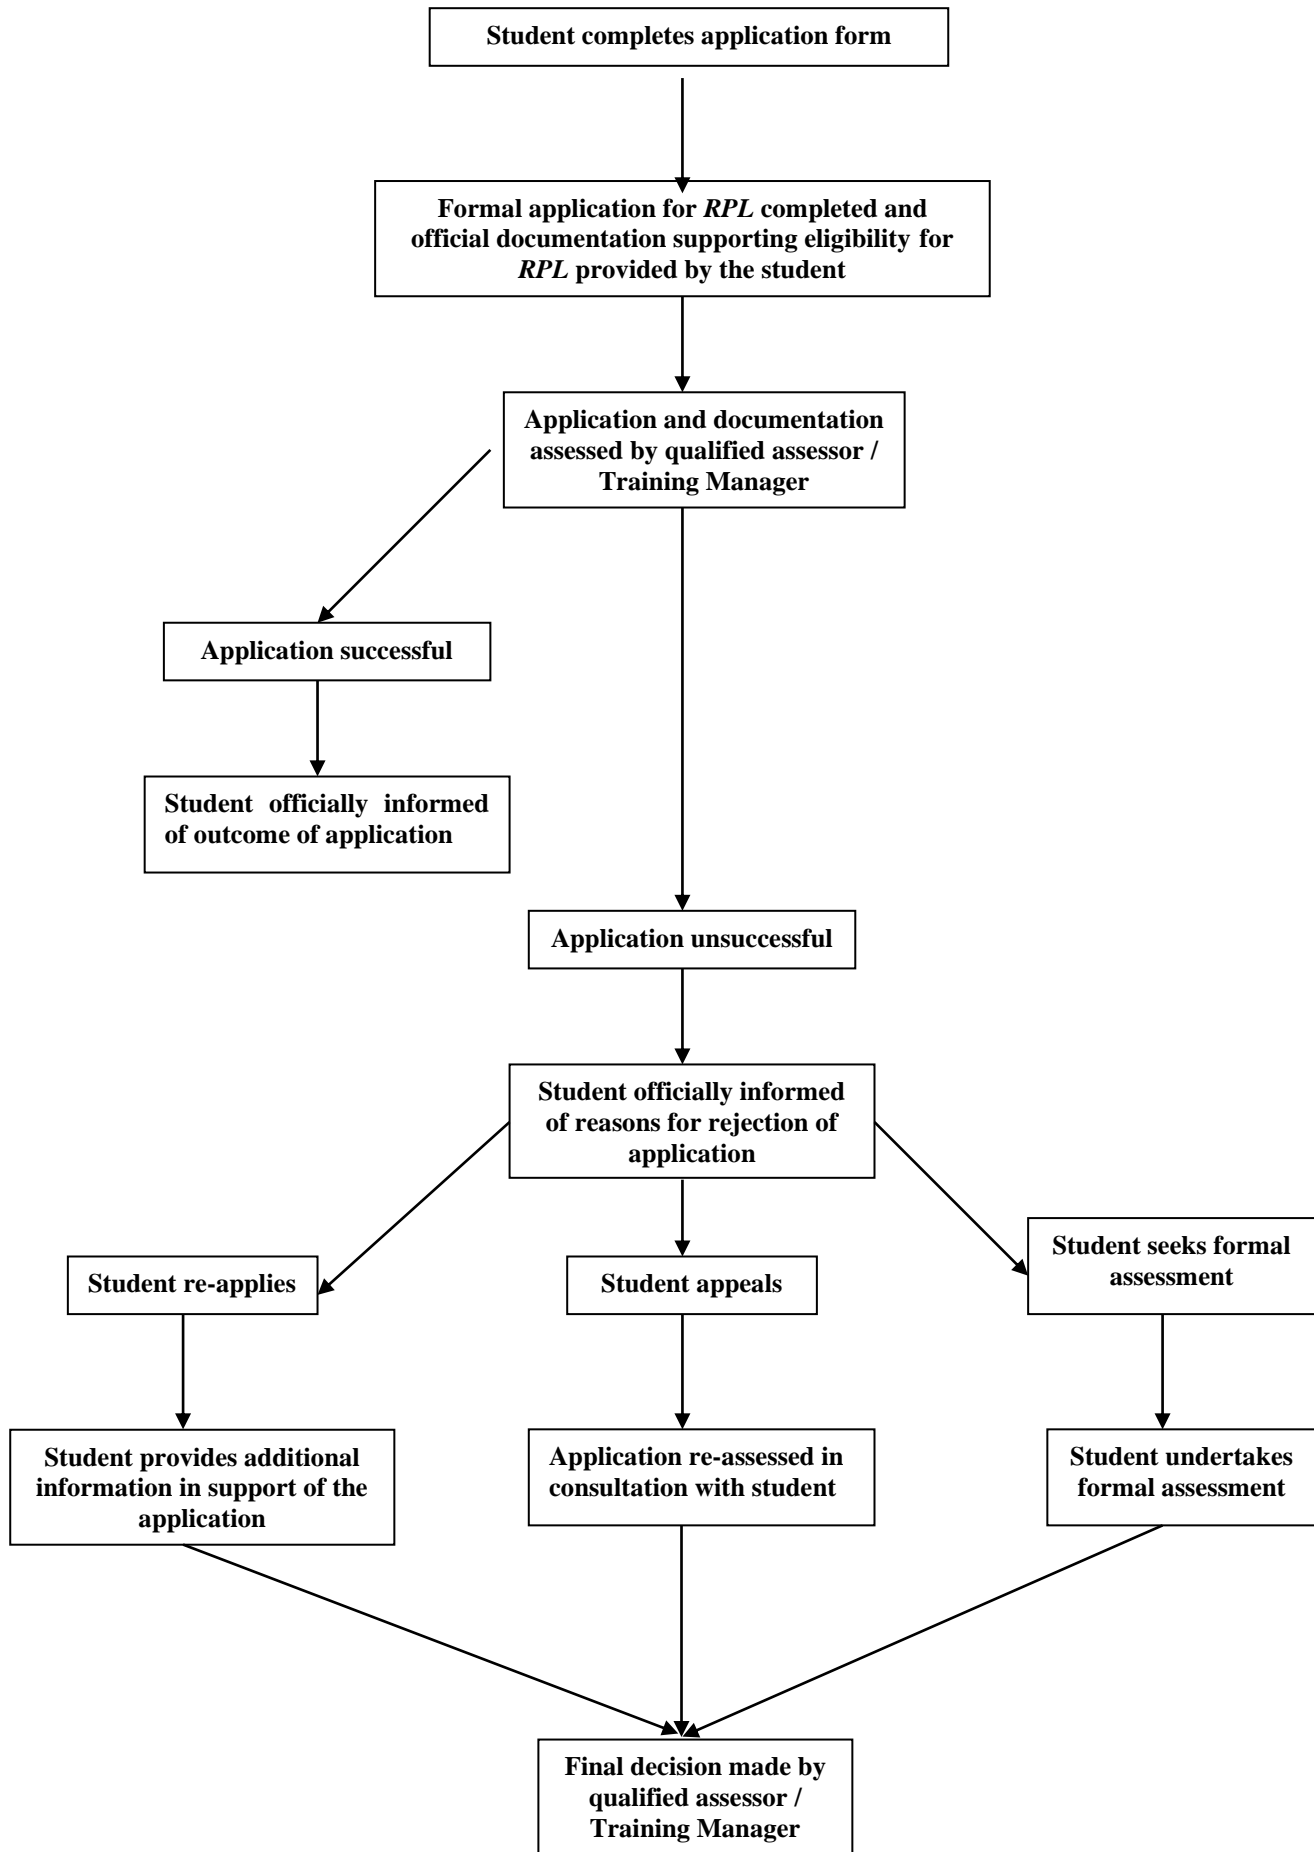 Student completes application form
Formal application for RPL completed and
official documentation supporting eligibility for
RPL provided by the student
Application and documentation
assessed by qualified assessor /
Training Manager
Application successful
Student officially informed
of outcome of application
Application unsuccessful
Student officially informed
of reasons for rejection of
application
Student re-applies
Student appeals
Student seeks formal
assessment
Student provides additional
information in support of the
application
Application re-assessed in
consultation with student
Student undertakes
formal assessment
Final decision made by
qualified assessor /
Training Manager